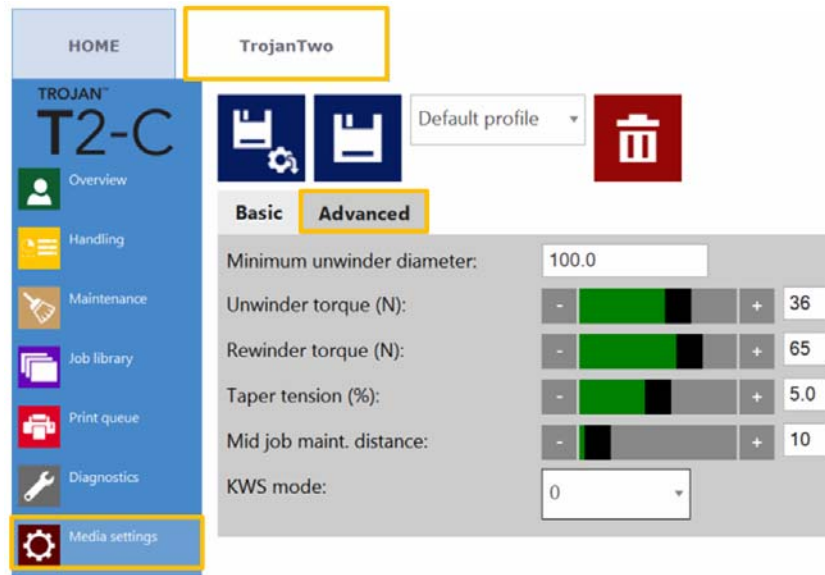 HOME
TrojanTwo
TROJAN™
T2-C
Overview
Handling
Maintenance
Job library
Print queue
Diagnostics
Media settings
Default profile
Basic
Advanced
Minimum unwinder diameter: 100.0
Unwinder torque (N): - + 36
Rewinder torque (N): - + 65
Taper tension (%): - + 5.0
Mid job maint. distance: - + 10
KWS mode: 0